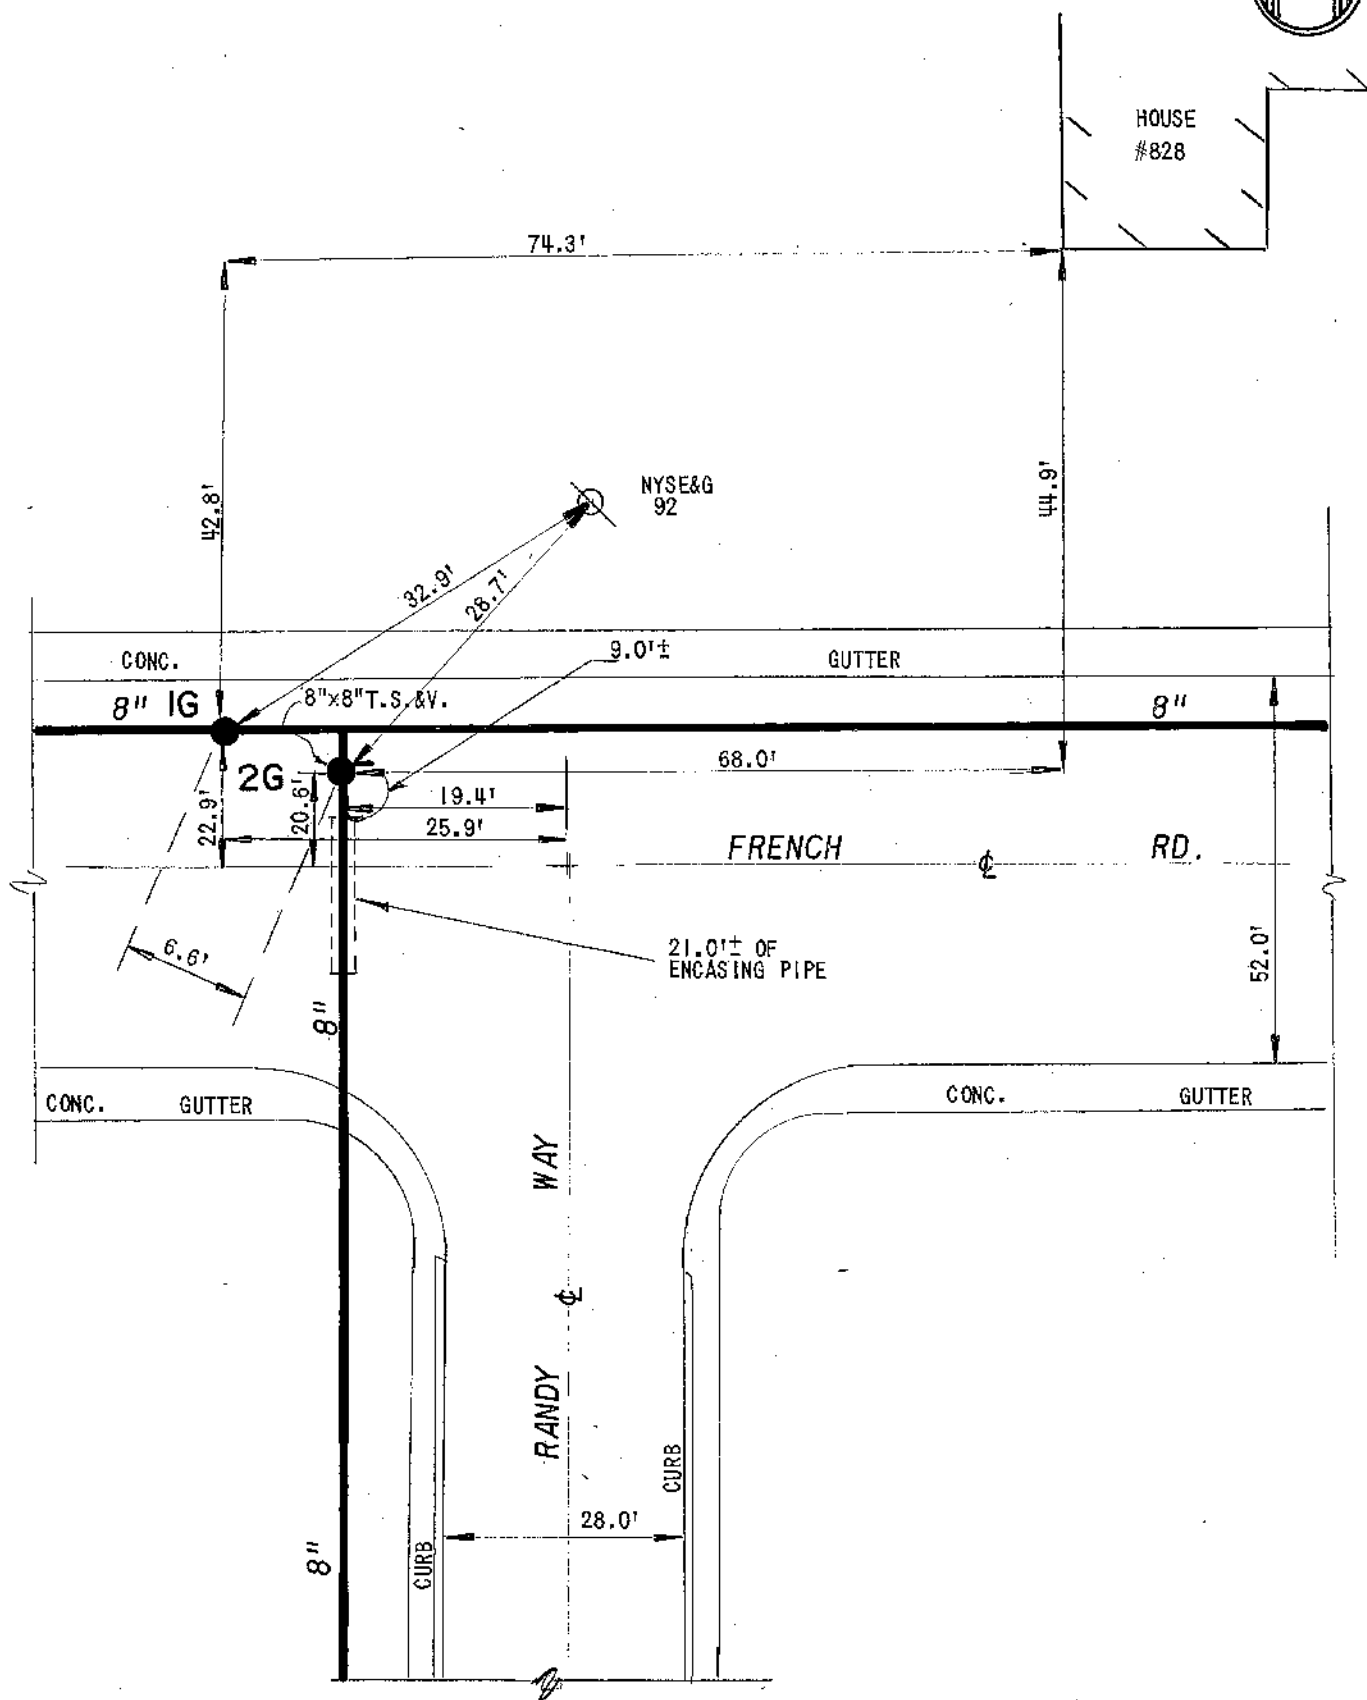 HOUSE
#828
74.3'
42.8'
44.9'
NYSE&G
92
32.9'
28.7'
9.0'±
CONC.
GUTTER
8" 1G
8"x8"T.S.&V.
8"
2G
68.0'
22.9'
20.6'
19.4'
25.9'
FRENCH ℄ RD.
6.6'
21.0'± OF
ENCASING PIPE
52.0'
8"
CONC. GUTTER
CONC. GUTTER
RANDY WAY
℄
CURB
28.0'
CURB
8"